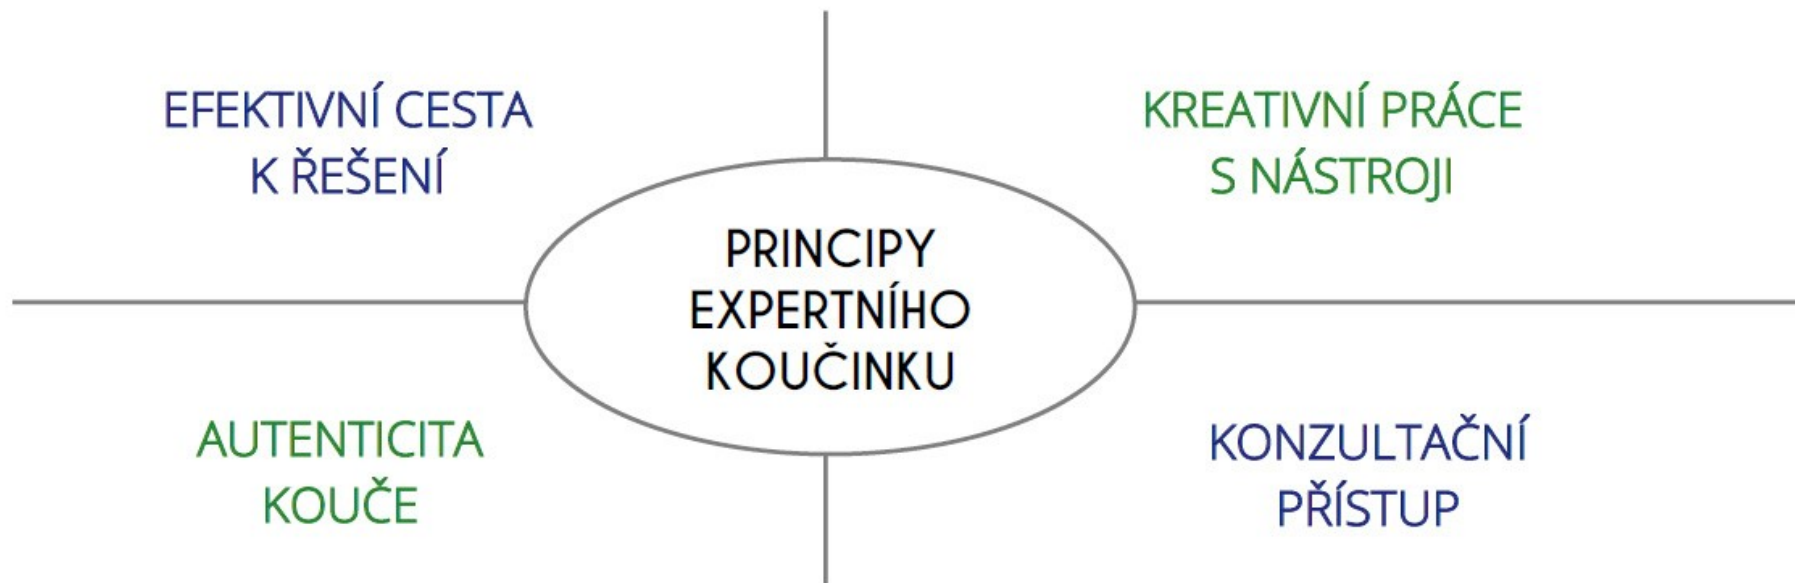 EFEKTIVNÍ CESTA
K ŘEŠENÍ
KREATIVNÍ PRÁCE
S NÁSTROJI
PRINCIPY
EXPERTNÍHO
KOUČINKU
AUTENTICITA
KOUČE
KONZULTAČNÍ
PŘÍSTUP